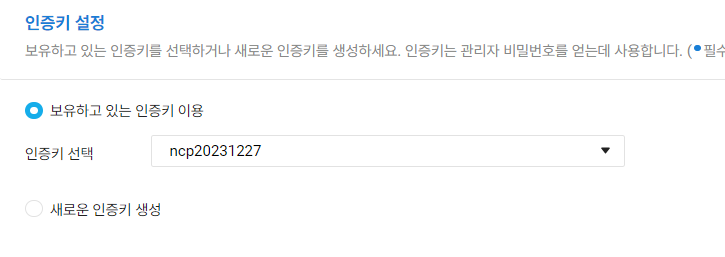 인증키 설정
보유하고 있는 인증키를 선택하거나 새로운 인증키를 생성하세요. 인증키는 관리자 비밀번호를 얻는데 사용합니다. (
보유하고 있는 인증키 이용
인증키 선택 ncp20231227
새로운 인증키 생성